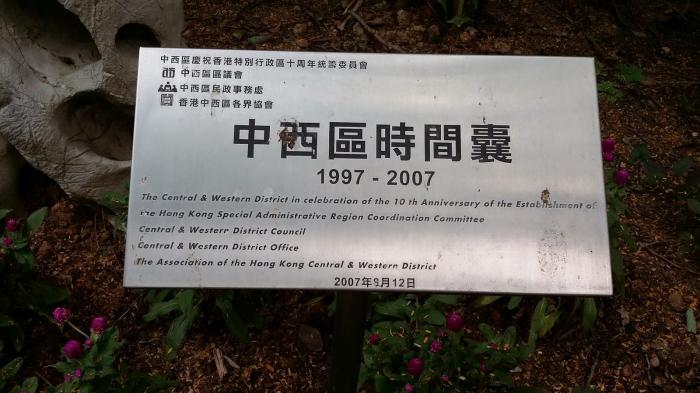 中西區慶祝香港特別行政區十周年統籌委員會
中西區區議會
中西區民政事務處
香港中西區各界協會
中西區時間囊
1997 - 2007
The Central & Western District in celebration of the 10 th Anniversary of the Establishment of
the Hong Kong Special Administrative Region Coordination Committee
Central & Western District Council
Central & Western District Office
The Association of the Hong Kong Central & Western District
2007年8月12日